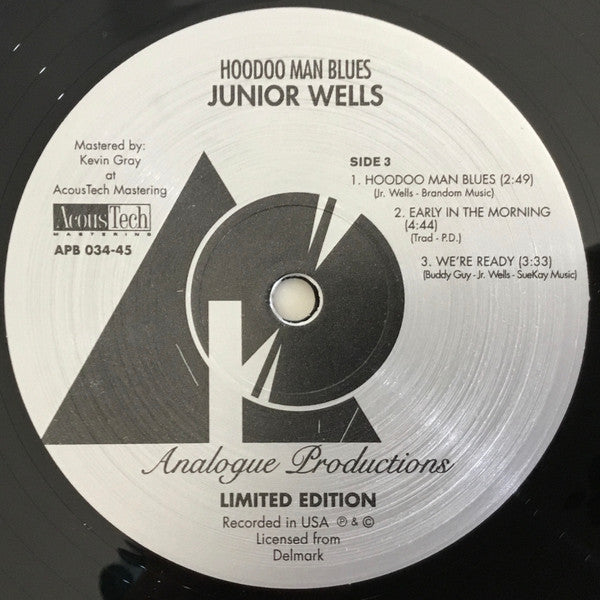 HOODOO MAN BLUES
JUNIOR WELLS
Mastered by:
Kevin Gray
at
AcousTech Mastering
AcousTech
MASTERING
APB 034-45
SIDE 3
1. HOODOO MAN BLUES (2:49)
(Jr. Wells - Brandom Music)
2. EARLY IN THE MORNING
(4:44)
(Trad - P.D.)
3. WE'RE READY (3:33)
(Buddy Guy - Jr. Wells - SueKay Music)
Analogue Productions
LIMITED EDITION
Recorded in USA ℗ & ©
Licensed from
Delmark